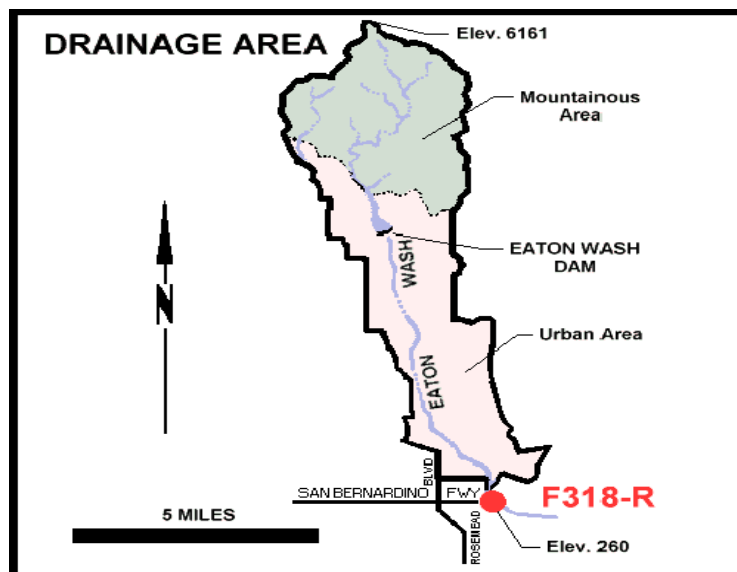 DRAINAGE AREA
Elev. 6161
Mountainous
Area
EATON WASH
DAM
WASH
Urban Area
EATON
BLVD
SAN BERNARDINO FWY
F318-R
5 MILES
ROSEMEAD
Elev. 260
N